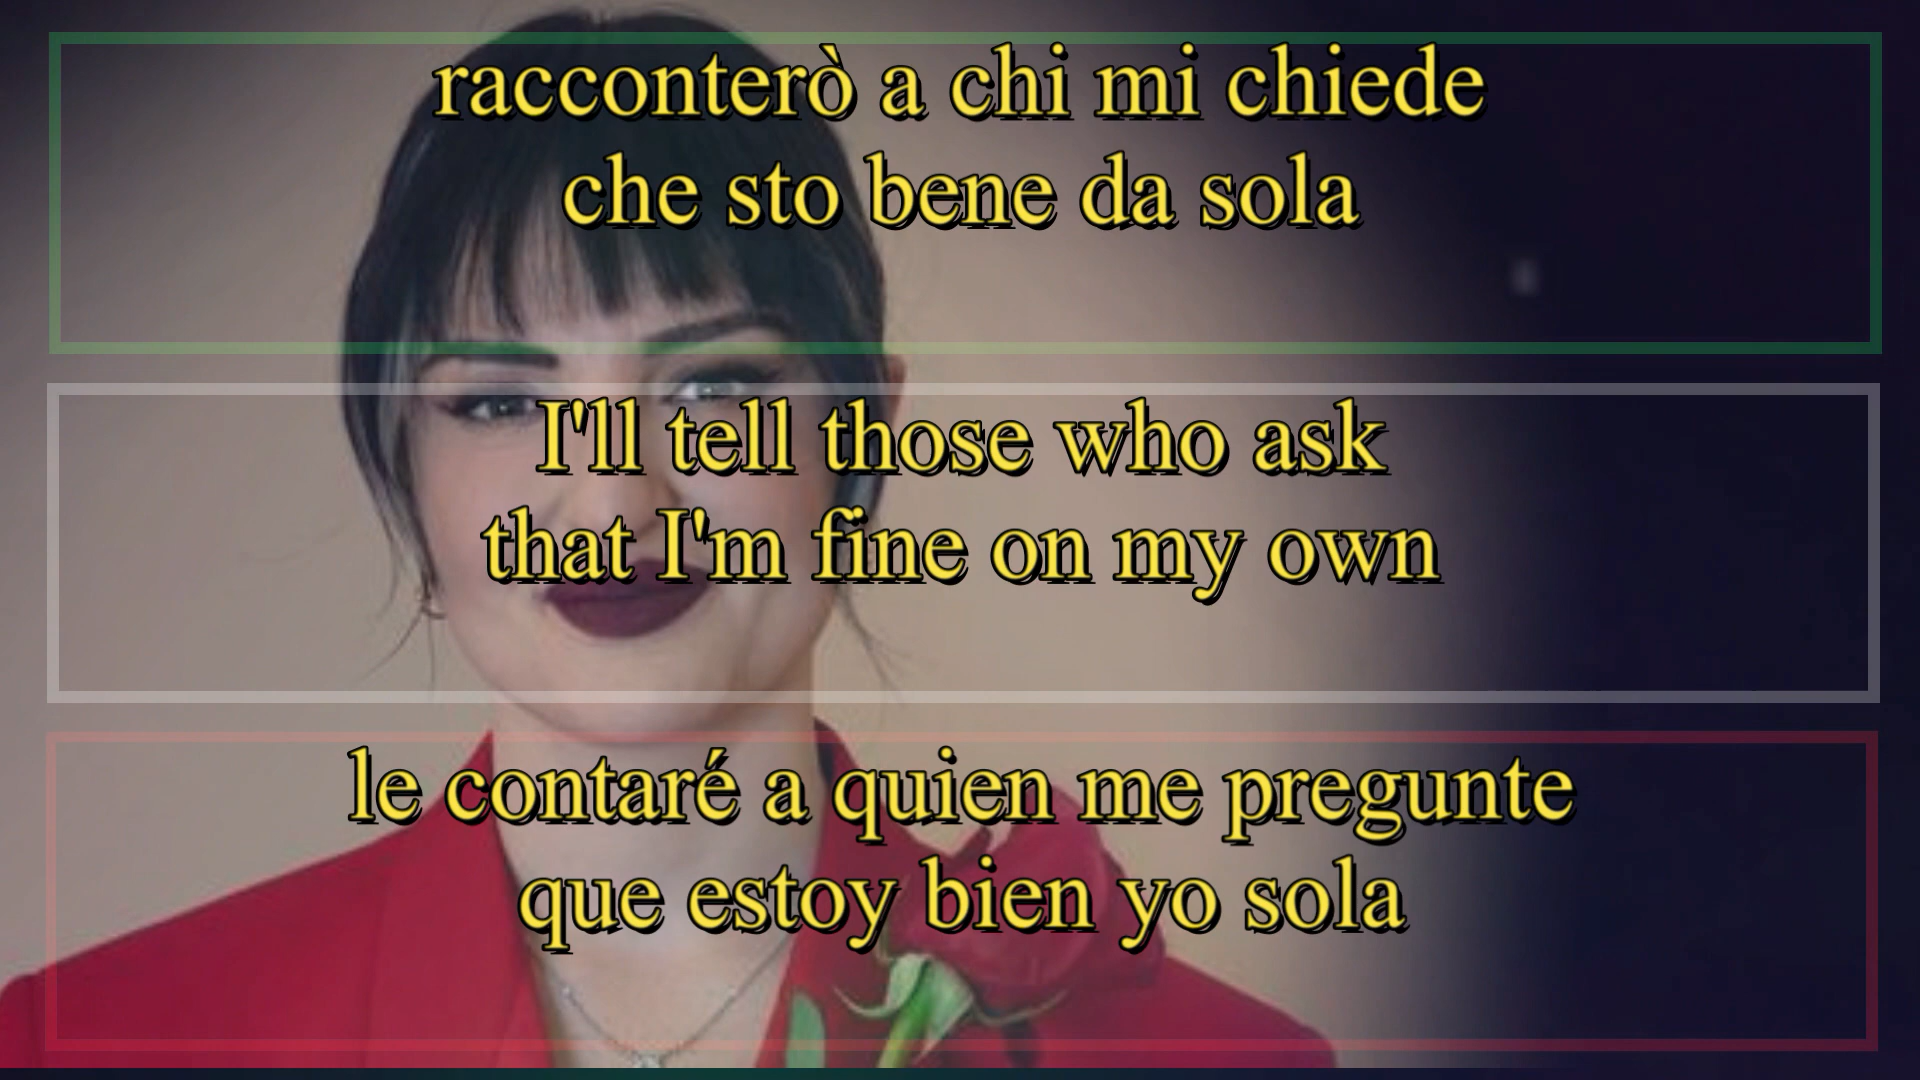 racconterò a chi mi chiede
che sto bene da sola
I'll tell those who ask
that I'm fine on my own
le contaré a quien me pregunte
que estoy bien yo sola